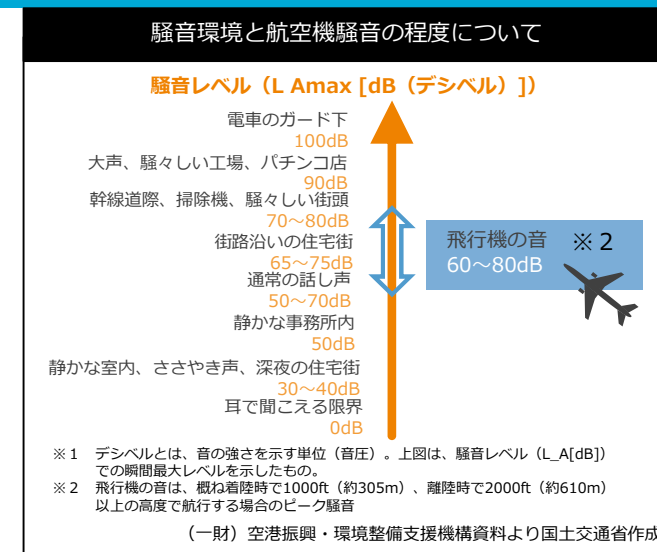 騒音環境と航空機騒音の程度について
騒音レベル（L Amax [dB（デシベル）]）
電車のガード下
100dB
大声、騒々しい工場、パチンコ店
90dB
幹線道際、掃除機、騒々しい街頭
70～80dB
街路沿いの住宅街
65～75dB
通常の話し声
50～70dB
静かな事務所内
50dB
静かな室内、ささやき声、深夜の住宅街
30～40dB
耳で聞こえる限界
0dB
飛行機の音 ※２
60～80dB
※１ デシベルとは、音の強さを示す単位（音圧）。上図は、騒音レベル（L_A[dB]）
での瞬間最大レベルを示したもの。
※２ 飛行機の音は、概ね着陸時で1000ft（約305m）、離陸時で2000ft（約610m）
以上の高度で航行する場合のピーク騒音
（一財）空港振興・環境整備支援機構資料より国土交通省作成